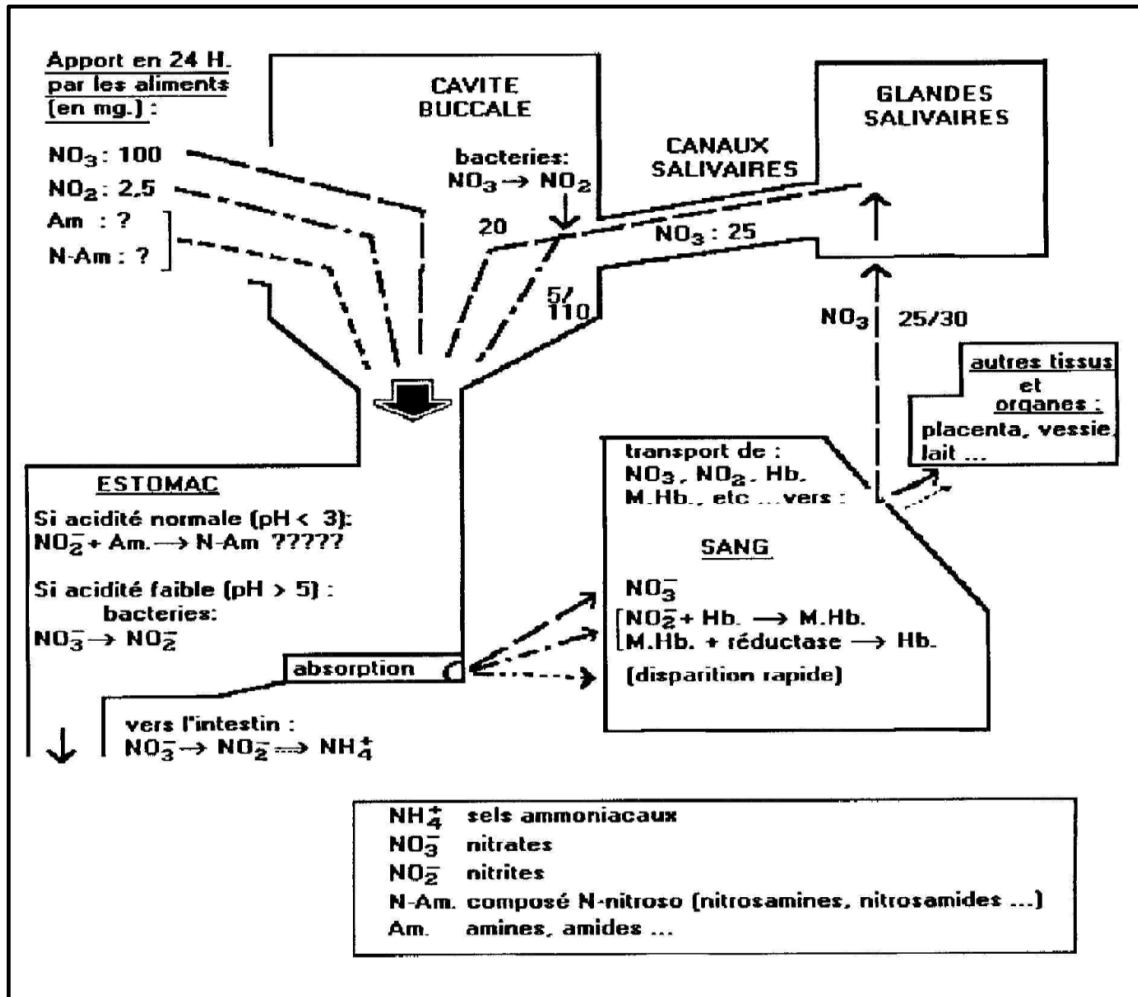 Apport en 24 H.
par les aliments
(en mg.) :
NO₃ : 100
NO₂ : 2,5
Am : ?
N-Am : ?
CAVITE
BUCCALE
bacteries:
NO₃ → NO₂
20
5/
110
CANAUX
SALIVAIRES
NO₃ : 25
GLANDES
SALIVAIRES
NO₃ 25/30
autres tissus
et
organes :
placenta, vessie,
lait ...
ESTOMAC
Si acidité normale (pH < 3):
NO₂⁻ + Am. → N-Am ?????
Si acidité faible (pH > 5) :
bacteries:
NO₃⁻ → NO₂⁻
absorption
vers l'intestin :
NO₃⁻ → NO₂⁻ ⟹ NH₄⁺
transport de :
NO₃, NO₂, Hb,
M.Hb., etc ...vers :
SANG
NO₃⁻
NO₂⁻ + Hb. → M.Hb.
M.Hb. + réductase → Hb.
(disparition rapide)
NH₄⁺ sels ammoniacaux
NO₃⁻ nitrates
NO₂⁻ nitrites
N-Am. composé N-nitroso (nitrosamines, nitrosamides ...)
Am. amines, amides ...